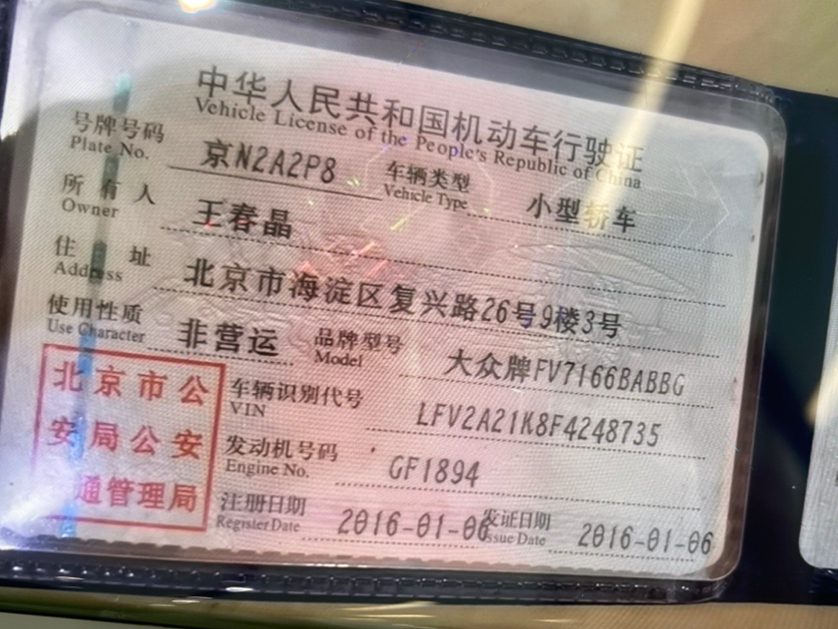 中华人民共和国机动车行驶证
Vehicle License of the People's Republic of China
号牌号码 京N2A2P8 车辆类型 小型轿车
Plate No. Vehicle Type
所有人 王春晶
Owner
住址 北京市海淀区复兴路26号9楼3号
Address
使用性质 非营运 品牌型号 大众牌FV7166BABBG
Use Character Model
北京市公
安局公安
通管理局
车辆识别代号 LFV2A21K8F4248735
VIN
发动机号码 GF1894
Engine No.
注册日期 2016-01-06 发证日期 2016-01-06
Register Date Issue Date